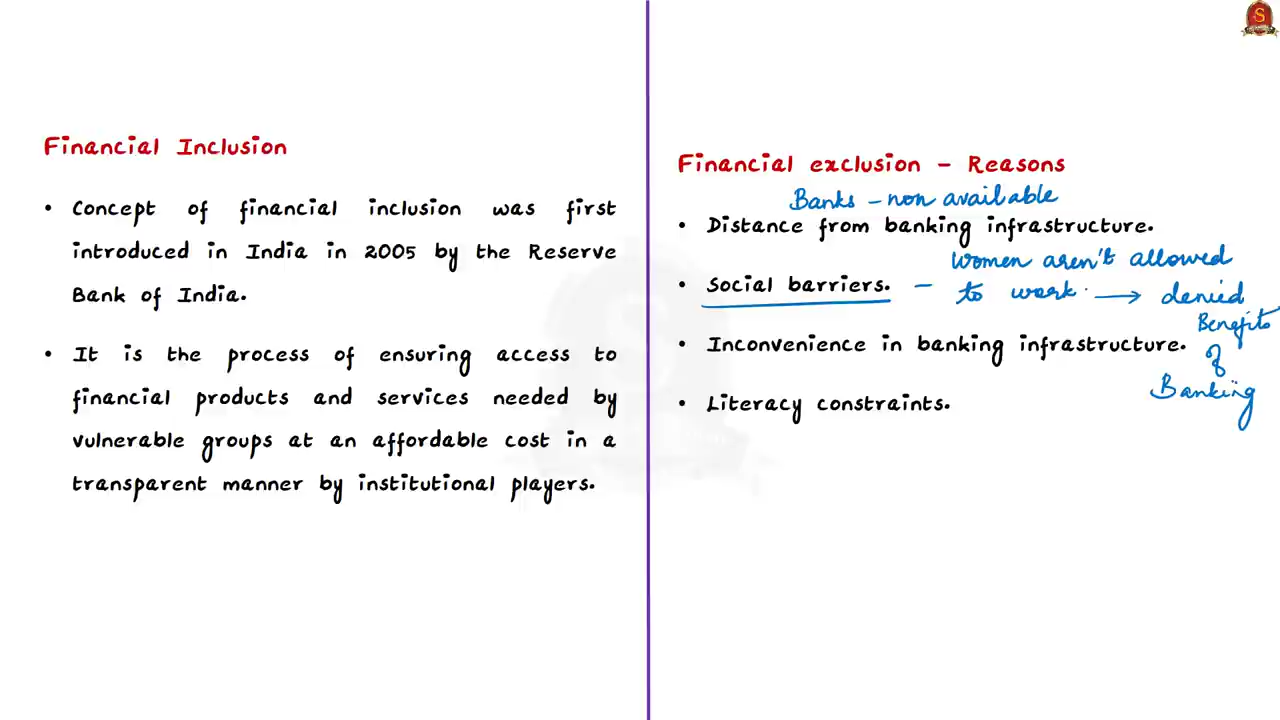 Financial Inclusion
• Concept of financial inclusion was first
introduced in India in 2005 by the Reserve
Bank of India.
• It is the process of ensuring access to
financial products and services needed by
vulnerable groups at an affordable cost in a
transparent manner by institutional players.
Financial exclusion - Reasons
Banks - non available
• Distance from banking infrastructure.
• Social barriers. - Women aren't allowed
to work → denied
Benefits
of
Banking
• Inconvenience in banking infrastructure.
• Literacy constraints.
S